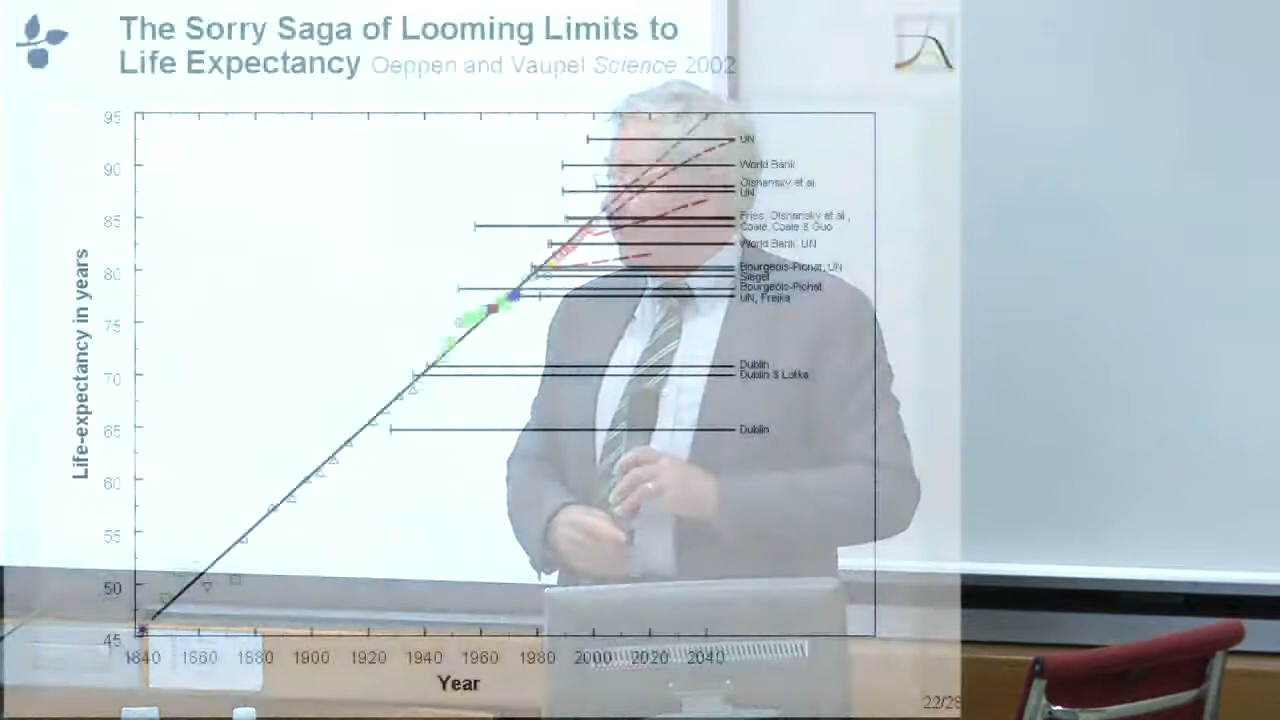 The Sorry Saga of Looming Limits to
Life Expectancy Oeppen and Vaupel Science 2002
95
90
85
80
75
70
65
60
55
50
45
Life-expectancy in years
UN
World Bank
Olshansky et al.
UN
Fries, Olshansky et al.,
Coale, Coale & Guo
World Bank, UN
Bourgeois-Pichat, UN
Siegel
Bourgeois-Pichat
UN, Frejka
Dublin
Dublin & Lotka
Dublin
1840 1860 1880 1900 1920 1940 1960 1980 2000 2020 2040
Year
22/28